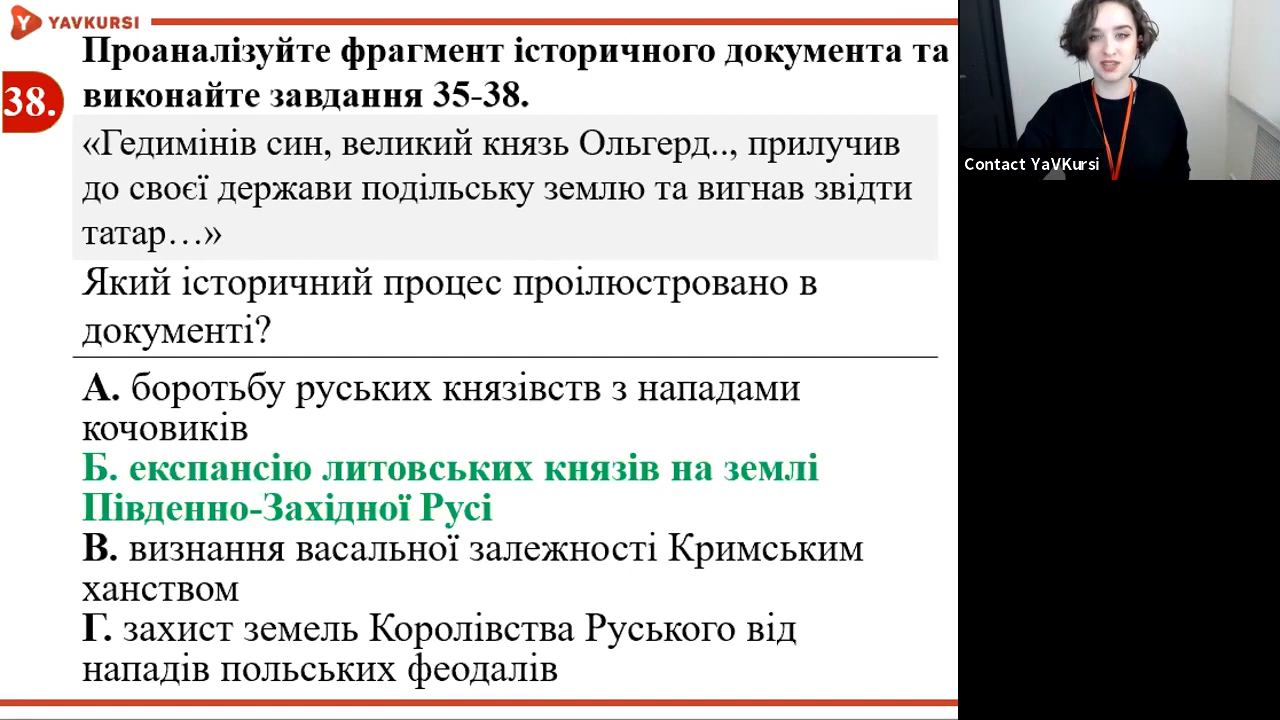 YAVKURSI
Проаналізуйте фрагмент історичного документа та
38.
виконайте завдання 35-38.
«Гедимінів син, великий князь Ольгерд.., прилучив
до своєї держави подільську землю та вигнав звідти
татар…»
Який історичний процес проілюстровано в
документі?
А. боротьбу руських князівств з нападами
кочовиків
Б. експансію литовських князів на землі
Південно-Західної Русі
В. визнання васальної залежності Кримським
ханством
Г. захист земель Королівства Руського від
нападів польських феодалів
Contact YaVKursi